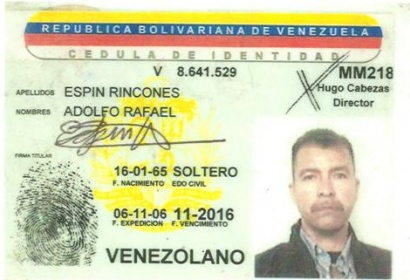 REPUBLICA BOLIVARIANA DE VENEZUELA
CEDULA DE IDENTIDAD
V 8.641.529
MM218
Hugo Cabezas
Director
APELLIDOS ESPIN RINCONES
NOMBRES ADOLFO RAFAEL
FIRMA TITULAR
16-01-65 SOLTERO
F. NACIMIENTO EDO CIVIL
06-11-06 11-2016
F. EXPEDICION F. VENCIMIENTO
VENEZOLANO